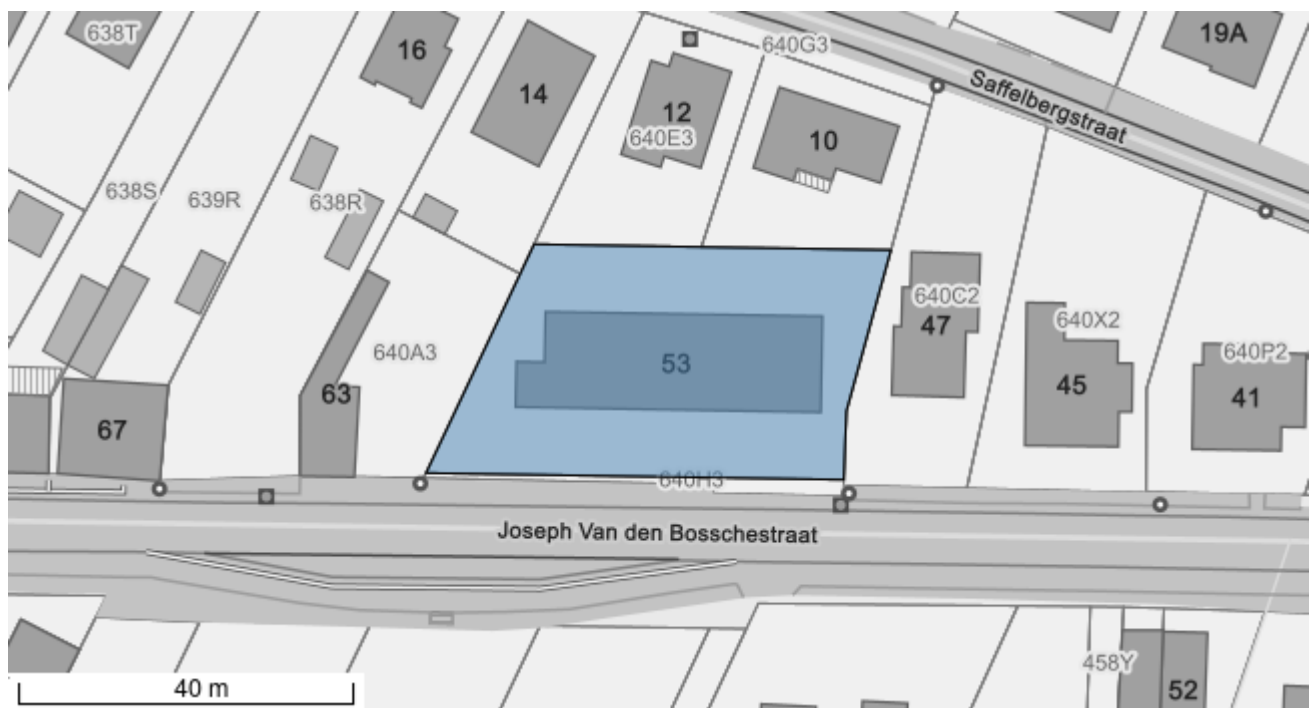 638T
16
14
640G3
19A
12
640E3
10
Saffelbergstraat
638S
639R
638R
640C2
47
640X2
640A3
53
640P2
63
45
41
67
640H3
Joseph Van den Bosschestraat
458Y
52
40 m